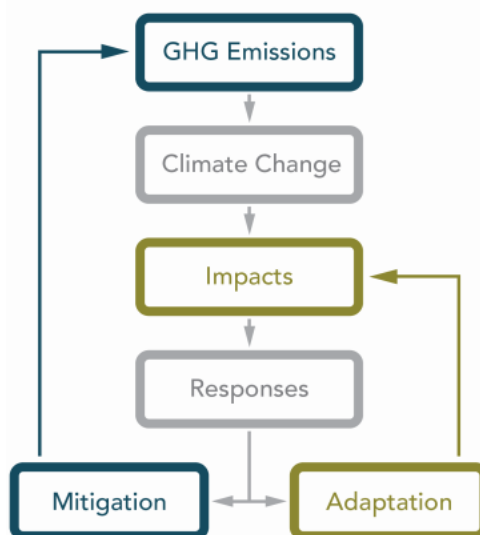 GHG Emissions
Climate Change
Impacts
Responses
Mitigation
Adaptation